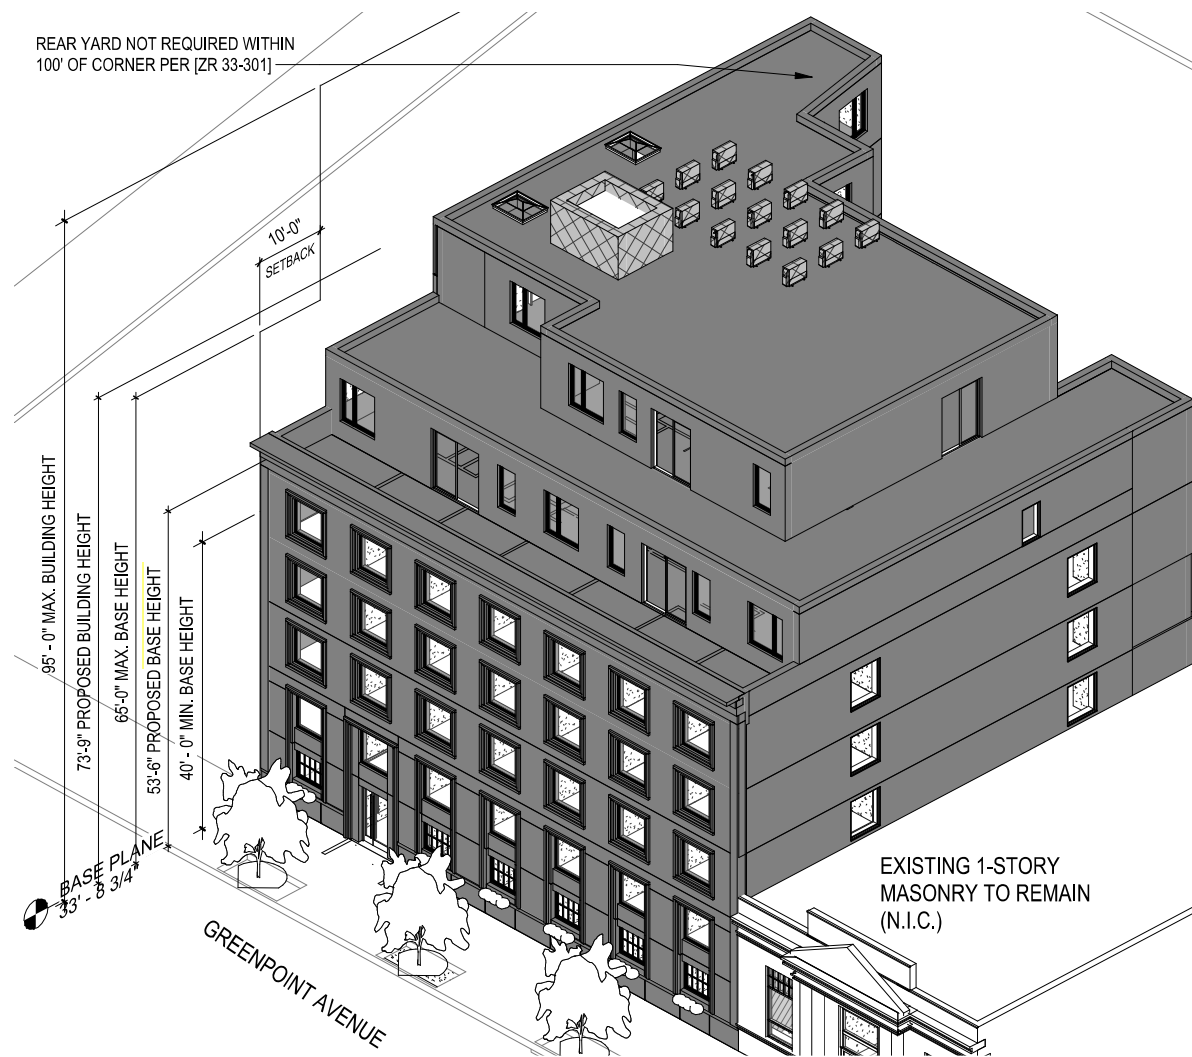 REAR YARD NOT REQUIRED WITHIN
100' OF CORNER PER [ZR 33-301]
10'-0"
SETBACK
95' - 0" MAX. BUILDING HEIGHT
73'-9" PROPOSED BUILDING HEIGHT
65'-0" MAX. BASE HEIGHT
53'-6" PROPOSED BASE HEIGHT
40' - 0" MIN. BASE HEIGHT
BASE PLANE
33' - 8 3/4"
GREENPOINT AVENUE
EXISTING 1-STORY
MASONRY TO REMAIN
(N.I.C.)